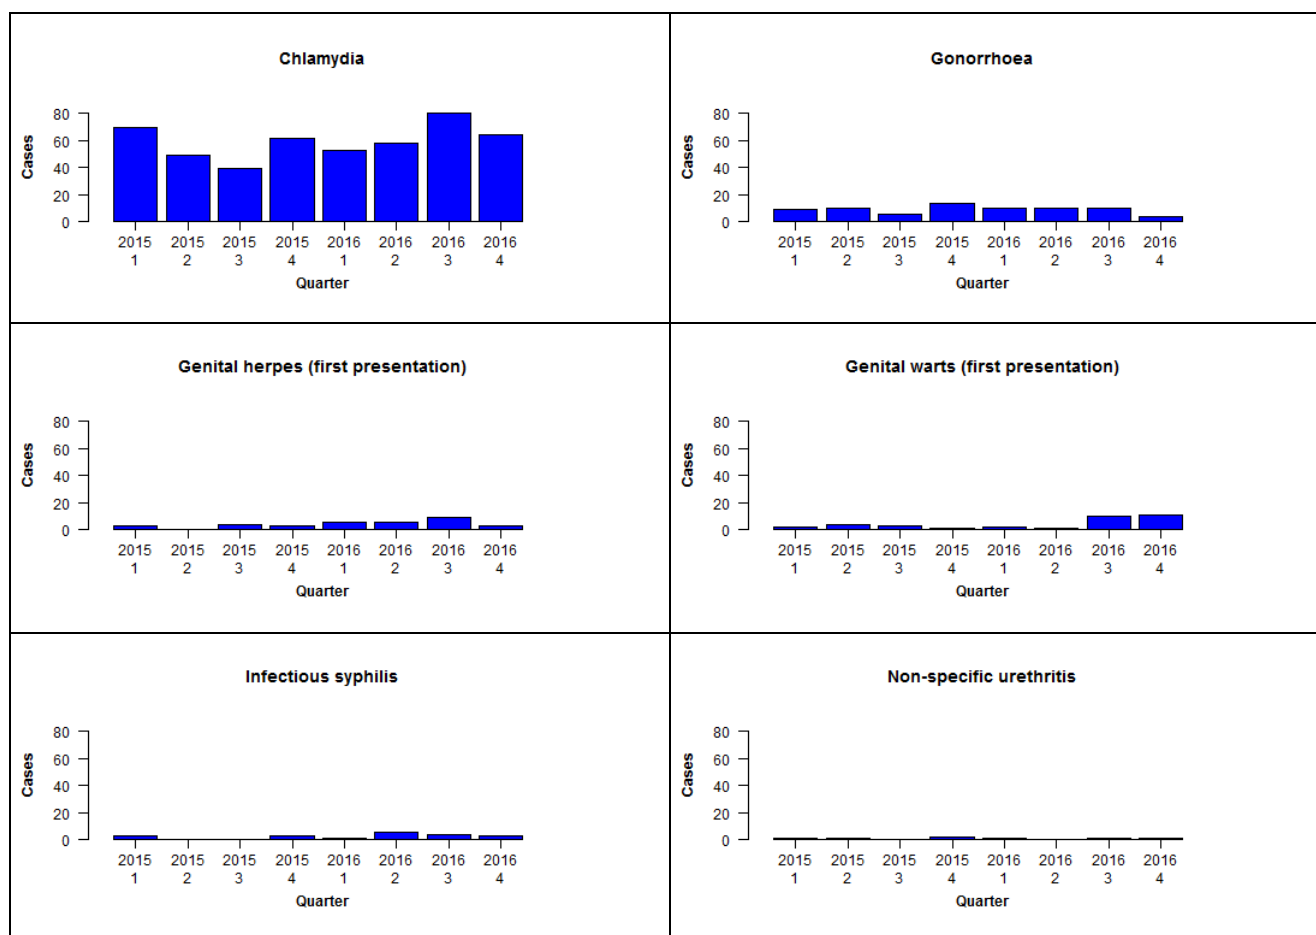 Chlamydia
80
60
40
20
0
Cases
2015 2015 2015 2015 2016 2016 2016 2016
1 2 3 4 1 2 3 4
Quarter
Gonorrhoea
80
60
40
20
0
Cases
2015 2015 2015 2015 2016 2016 2016 2016
1 2 3 4 1 2 3 4
Quarter
Genital herpes (first presentation)
80
60
40
20
0
Cases
2015 2015 2015 2015 2016 2016 2016 2016
1 2 3 4 1 2 3 4
Quarter
Genital warts (first presentation)
80
60
40
20
0
Cases
2015 2015 2015 2015 2016 2016 2016 2016
1 2 3 4 1 2 3 4
Quarter
Infectious syphilis
80
60
40
20
0
Cases
2015 2015 2015 2015 2016 2016 2016 2016
1 2 3 4 1 2 3 4
Quarter
Non-specific urethritis
80
60
40
20
0
Cases
2015 2015 2015 2015 2016 2016 2016 2016
1 2 3 4 1 2 3 4
Quarter